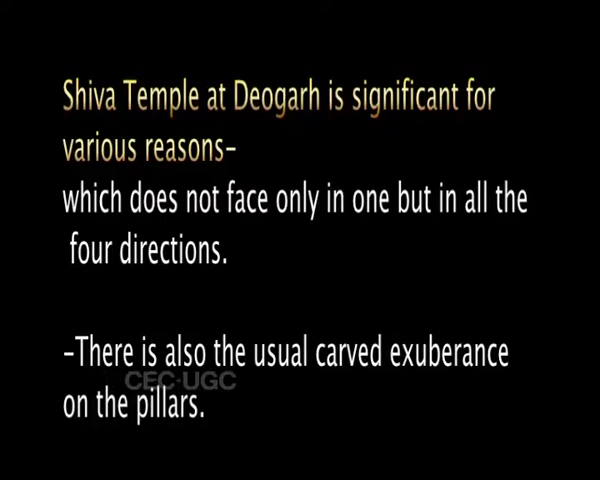 Shiva Temple at Deogarh is significant for
various reasons-
which does not face only in one but in all the
four directions.
-There is also the usual carved exuberance
CEC-UGC
on the pillars.